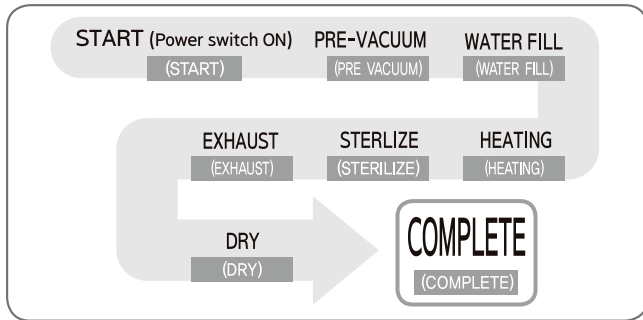 START (Power switch ON)
(START)
PRE-VACUUM
(PRE VACUUM)
WATER FILL
(WATER FILL)
HEATING
(HEATING)
STERLIZE
(STERILIZE)
EXHAUST
(EXHAUST)
DRY
(DRY)
COMPLETE
(COMPLETE)